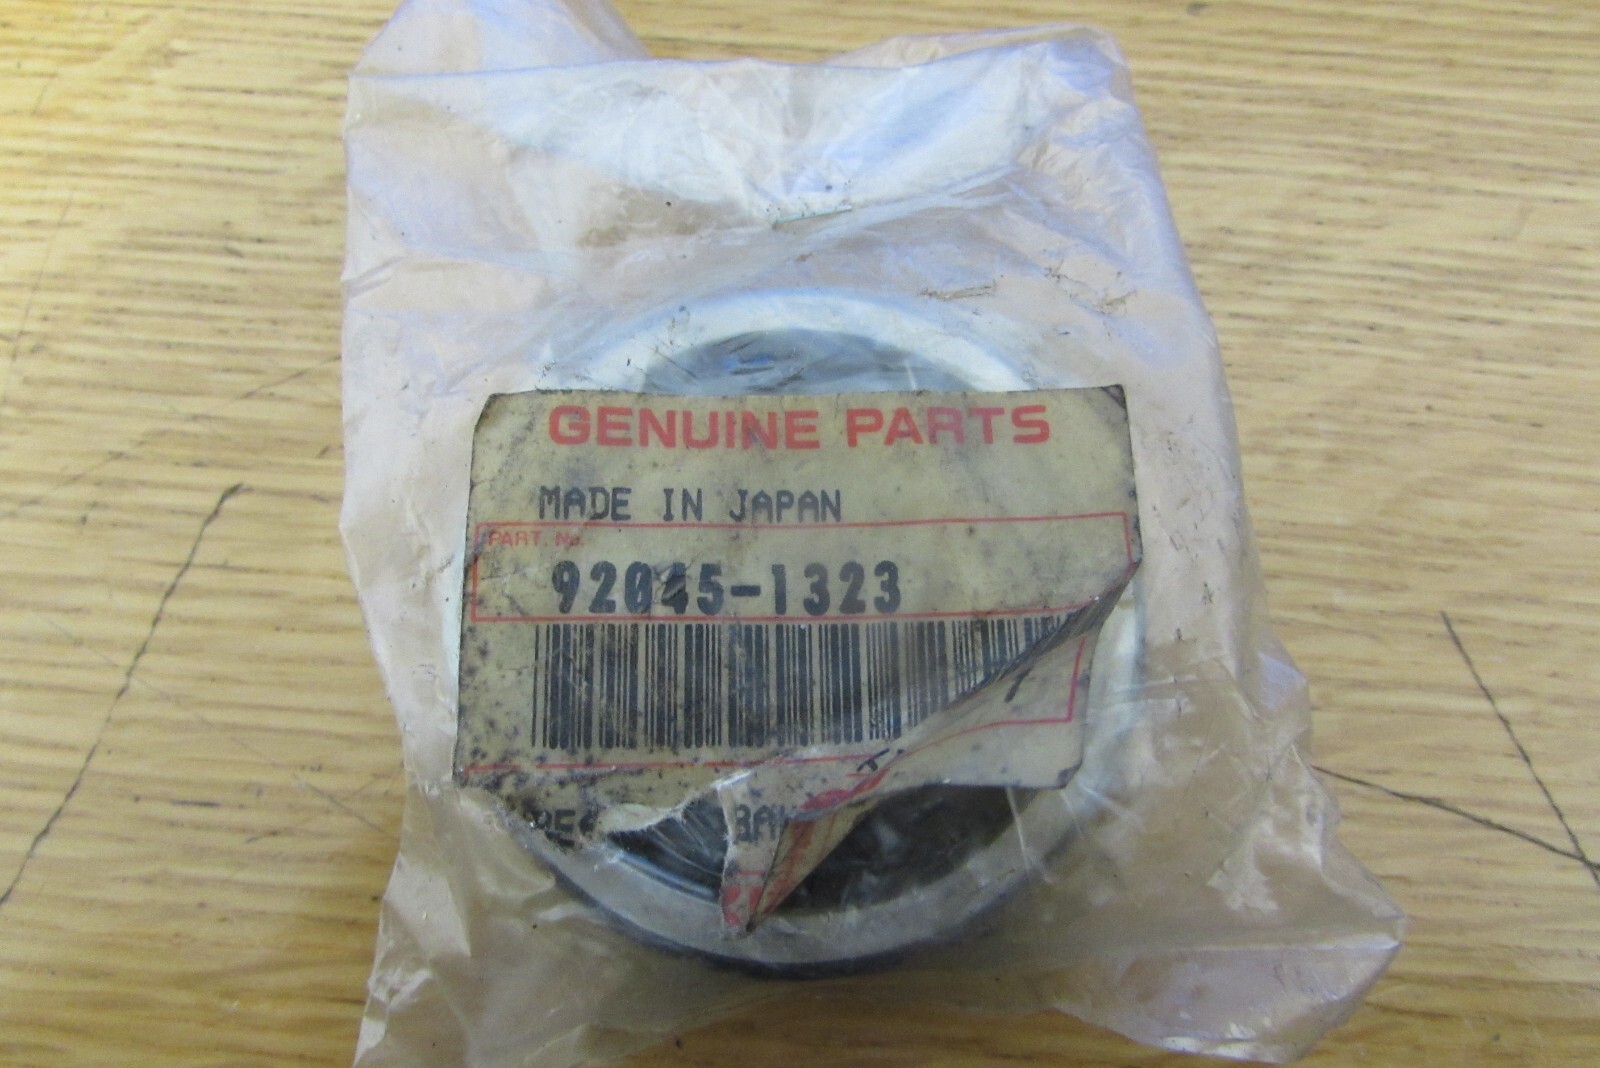 GENUINE PARTS
MADE IN JAPAN
PART. No.
92045-1323